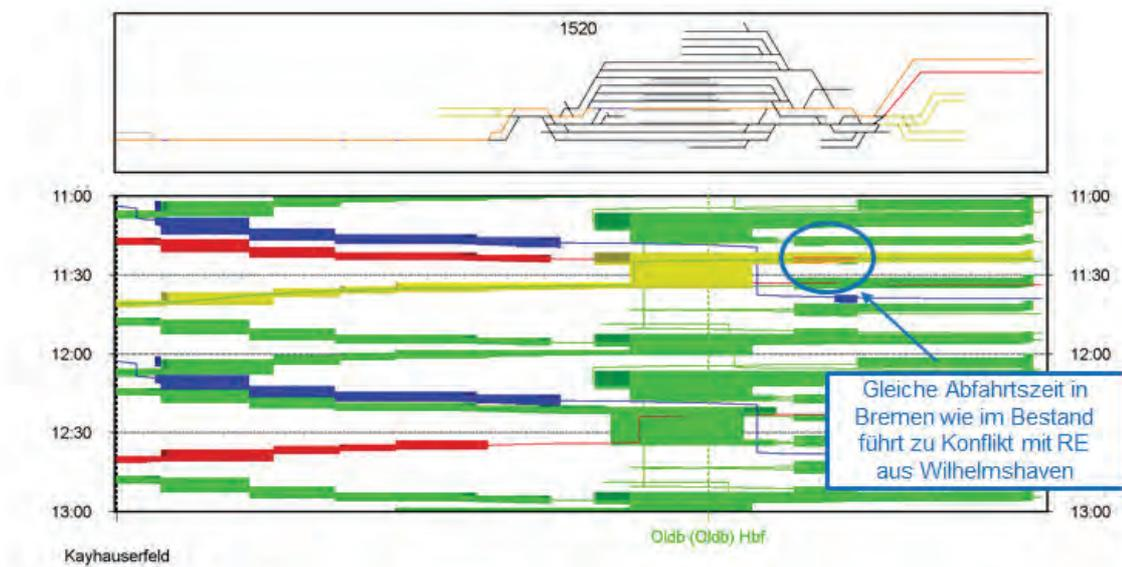 1520
11:00
11:00
11:30
11:30
12:00
12:00
Gleiche Abfahrtszeit in
Bremen wie im Bestand
führt zu Konflikt mit RE
aus Wilhelmshaven
12:30
12:30
13:00
13:00
Oldb (Oldb) Hbf
Kayhauserfeld